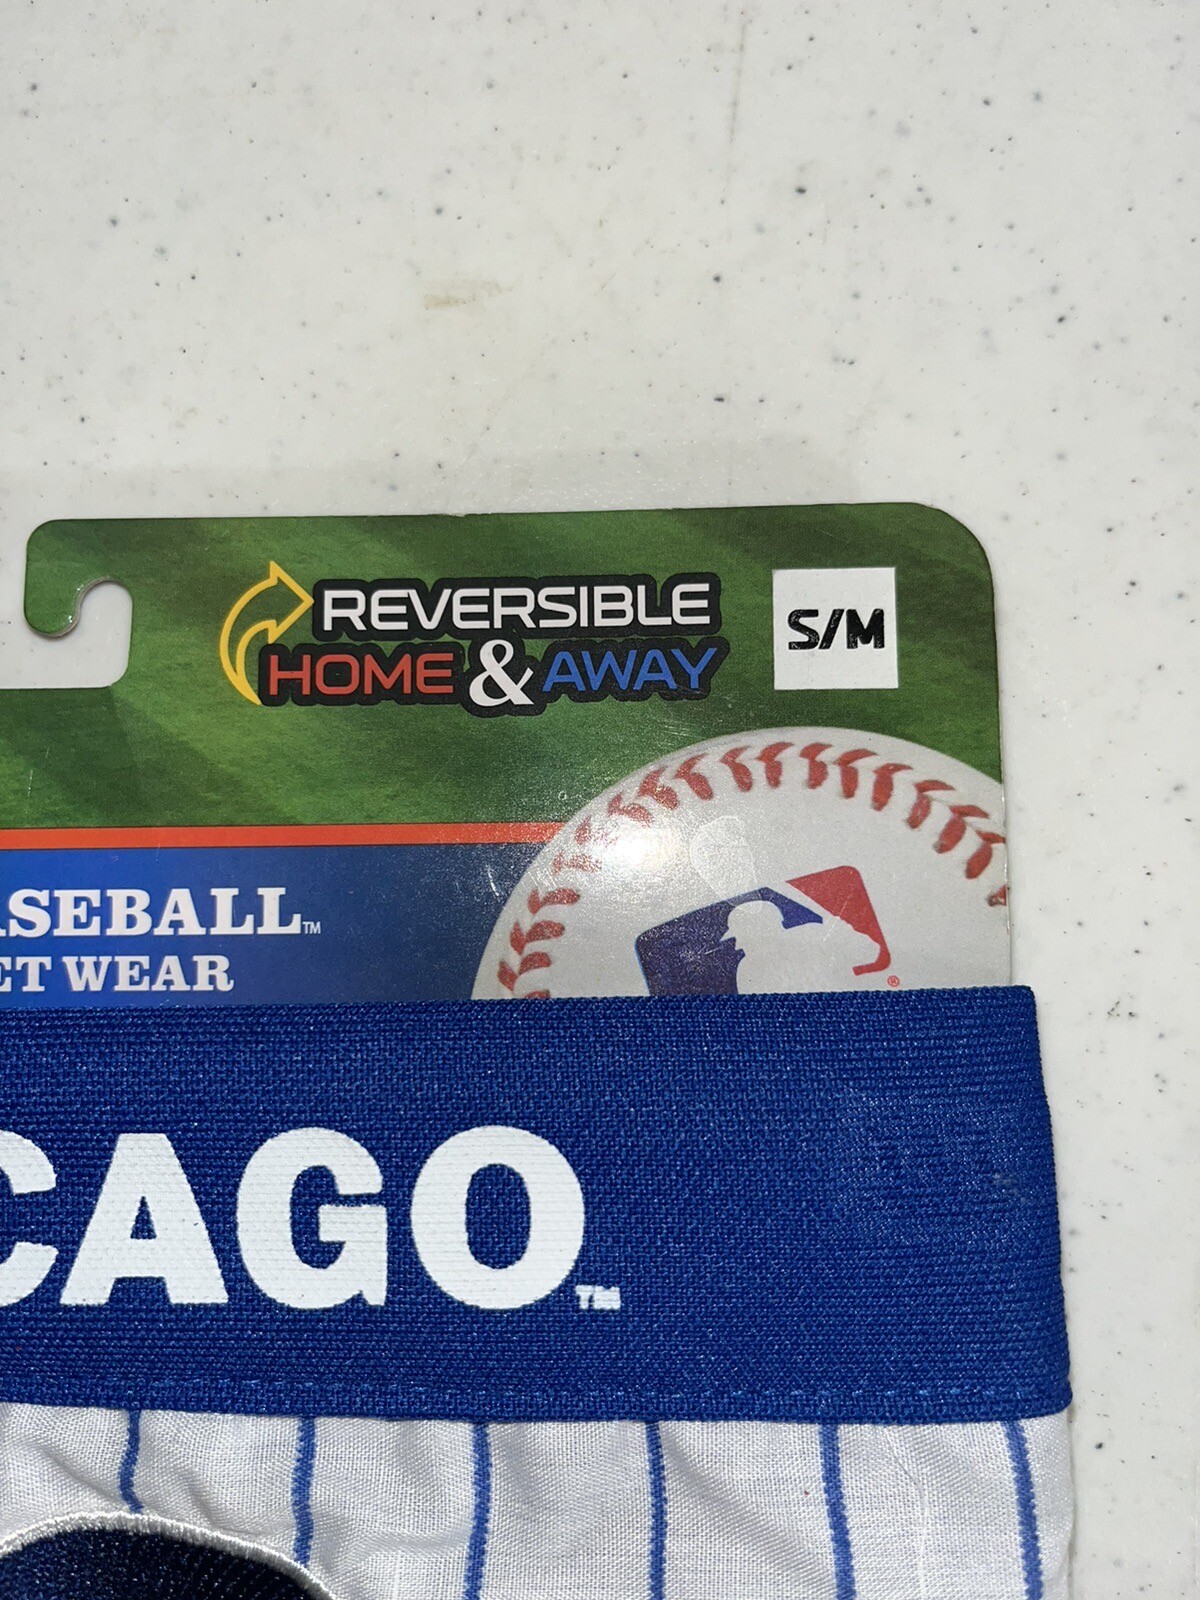 REVERSIBLE
HOME & AWAY
S/M
ASEBALL™
ET WEAR
®
CAGO™